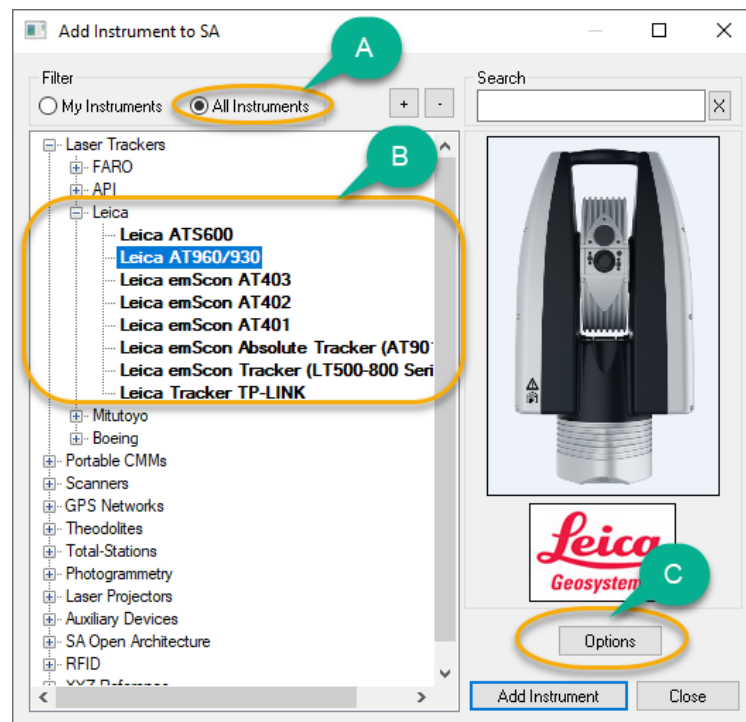 Add Instrument to SA
A
Filter
My Instruments
All Instruments
+
-
Search
X
Laser Trackers
FARO
API
B
Leica
Leica ATS600
Leica AT960/930
Leica emScon AT403
Leica emScon AT402
Leica emScon AT401
Leica emScon Absolute Tracker (AT90
Leica emScon Tracker (LT500-800 Seri
Leica Tracker TP-LINK
Mitutoyo
Boeing
Portable CMMs
Scanners
GPS Networks
Theodolites
Total-Stations
Photogrammetry
Laser Projectors
Auxiliary Devices
SA Open Architecture
RFID
Leica
Geosystem
C
Options
Add Instrument
Close